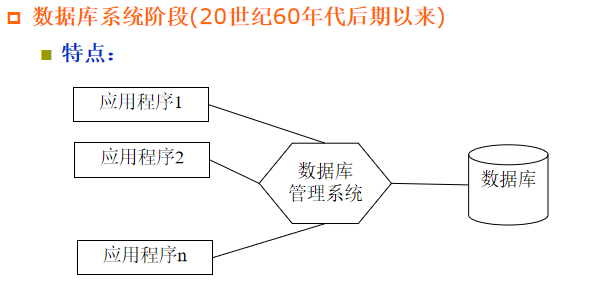 数据库系统阶段(20世纪60年代后期以来)
特点：
应用程序1
应用程序2
数据库
管理系统
数据库
应用程序n